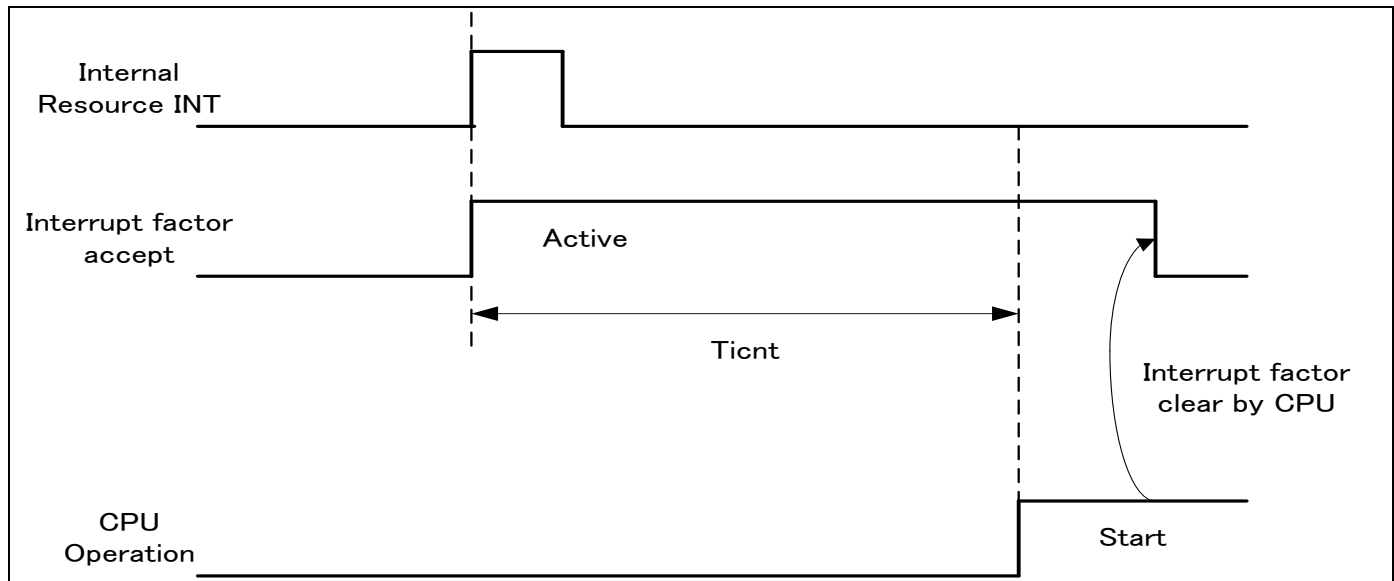 Internal
Resource INT
Interrupt factor
accept
Active
Ticnt
Interrupt factor
clear by CPU
CPU
Operation
Start